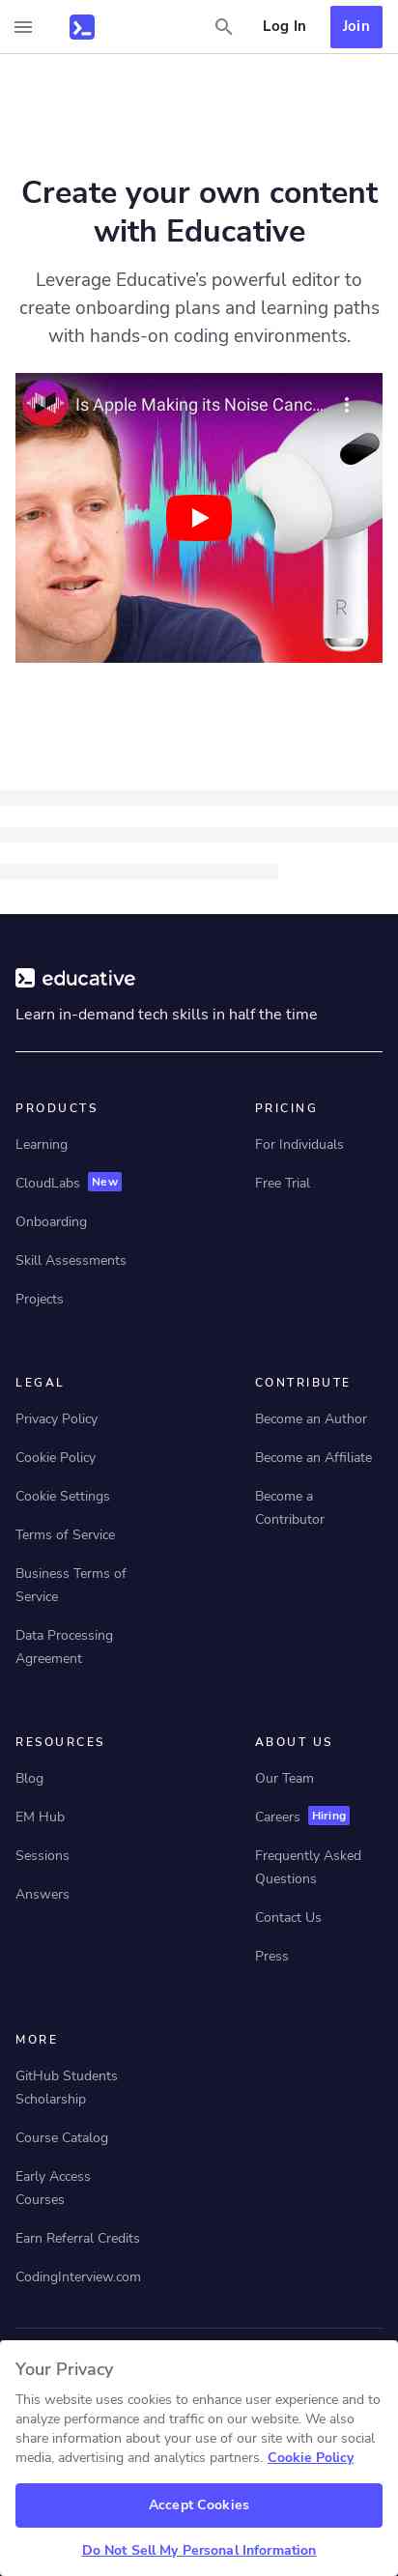 Log In
Join
Create your own content
with Educative
Leverage Educative’s powerful editor to
create onboarding plans and learning paths
with hands-on coding environments.
Is Apple Making its Noise Canc...
R
educative
Learn in-demand tech skills in half the time
PRODUCTS
Learning
CloudLabs New
Onboarding
Skill Assessments
Projects
PRICING
For Individuals
Free Trial
LEGAL
Privacy Policy
Cookie Policy
Cookie Settings
Terms of Service
Business Terms of
Service
Data Processing
Agreement
CONTRIBUTE
Become an Author
Become an Affiliate
Become a
Contributor
RESOURCES
Blog
EM Hub
Sessions
Answers
ABOUT US
Our Team
Careers Hiring
Frequently Asked
Questions
Contact Us
Press
MORE
GitHub Students
Scholarship
Course Catalog
Early Access
Courses
Earn Referral Credits
CodingInterview.com
Your Privacy
This website uses cookies to enhance user experience and to
analyze performance and traffic on our website. We also
share information about your use of our site with our social
media, advertising and analytics partners. Cookie Policy
Accept Cookies
Do Not Sell My Personal Information